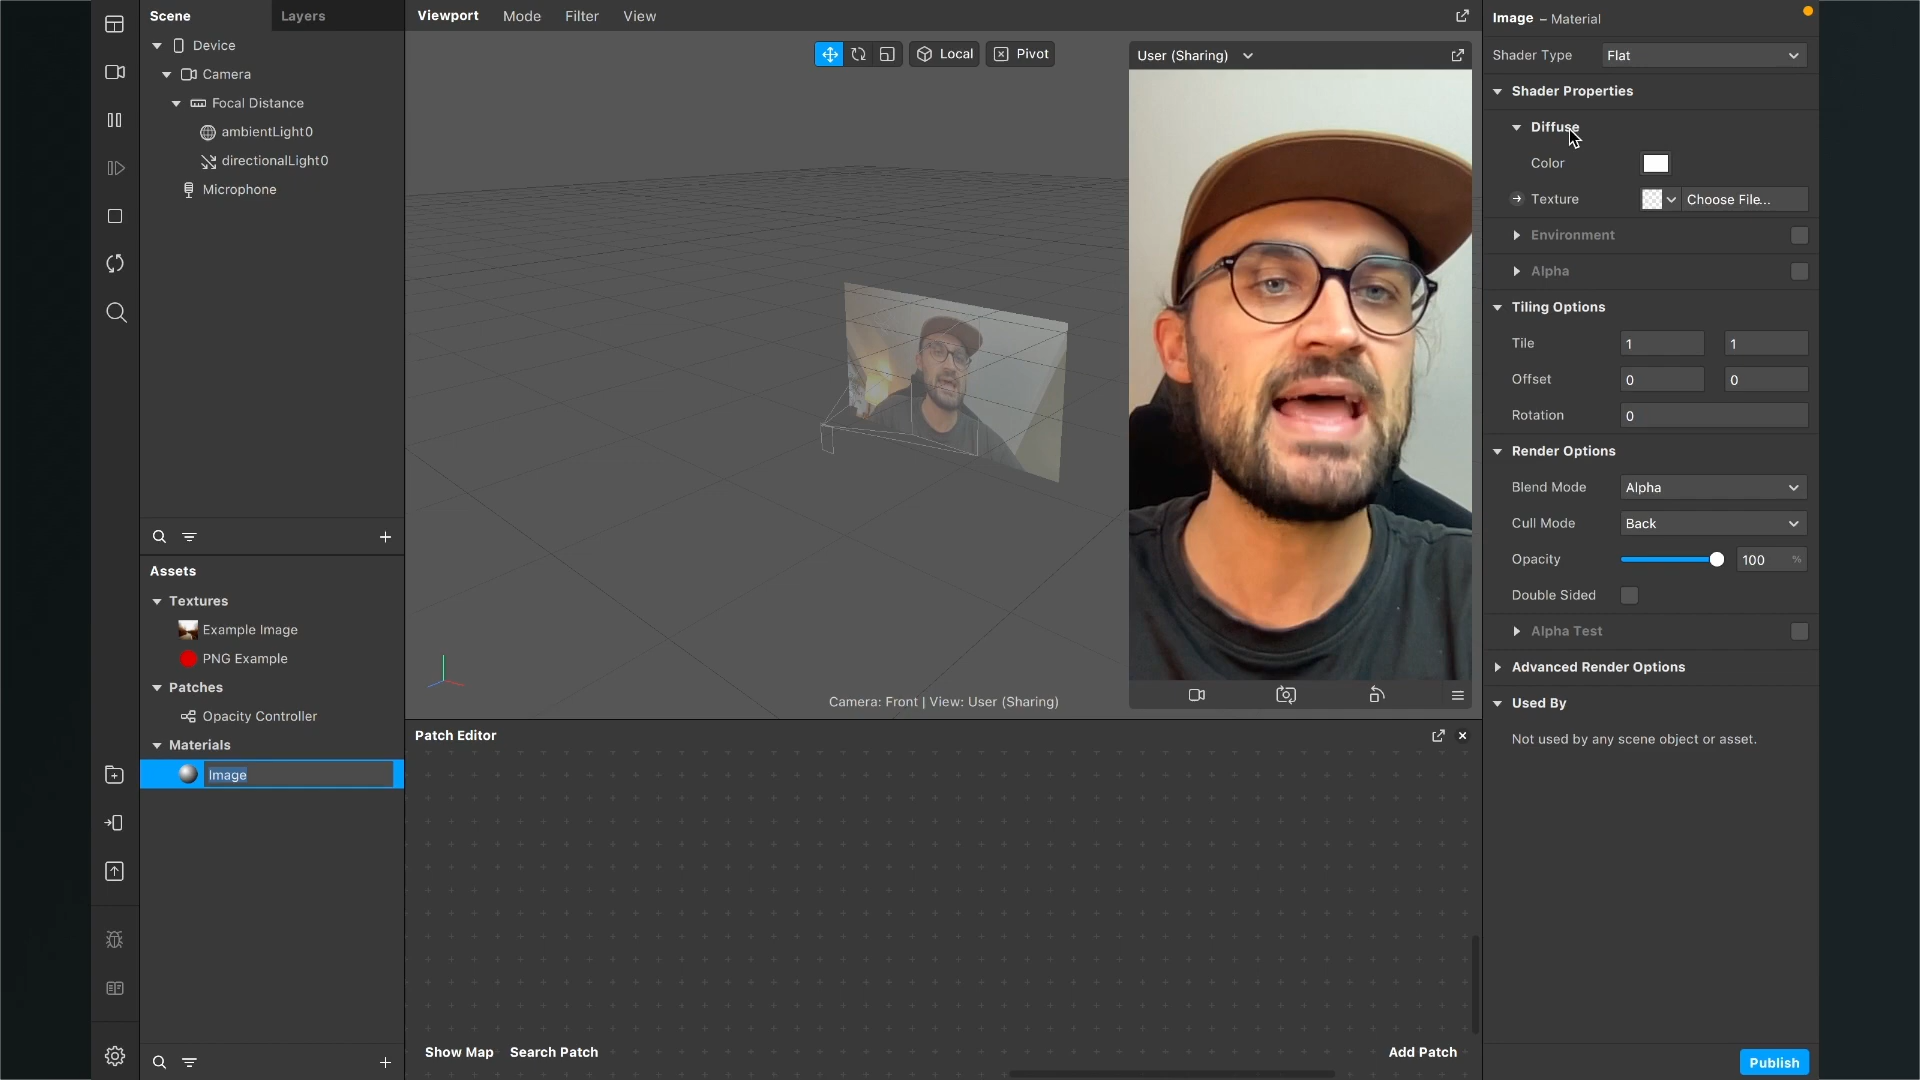 Scene
Layers
Device
Camera
Focal Distance
ambientLight0
directionalLight0
Microphone
Assets
Textures
Example Image
PNG Example
Patches
Opacity Controller
Materials
Image
Viewport
Mode
Filter
View
Local
Pivot
User (Sharing)
Camera: Front | View: User (Sharing)
Patch Editor
Show Map
Search Patch
Add Patch
Image – Material
Shader Type
Flat
Shader Properties
Diffuse
Color
Texture
Choose File...
Environment
Alpha
Tiling Options
Tile
1
1
Offset
0
0
Rotation
0
Render Options
Blend Mode
Alpha
Cull Mode
Back
Opacity
100 %
Double Sided
Alpha Test
Advanced Render Options
Used By
Not used by any scene object or asset.
Publish